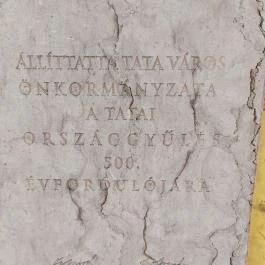 ÁLLÍTTATTA TATA VÁROS
ÖNKORMÁNYZATA
A TATAI
ORSZÁGGYŰLÉS
500.
ÉVFORDULÓJÁRA